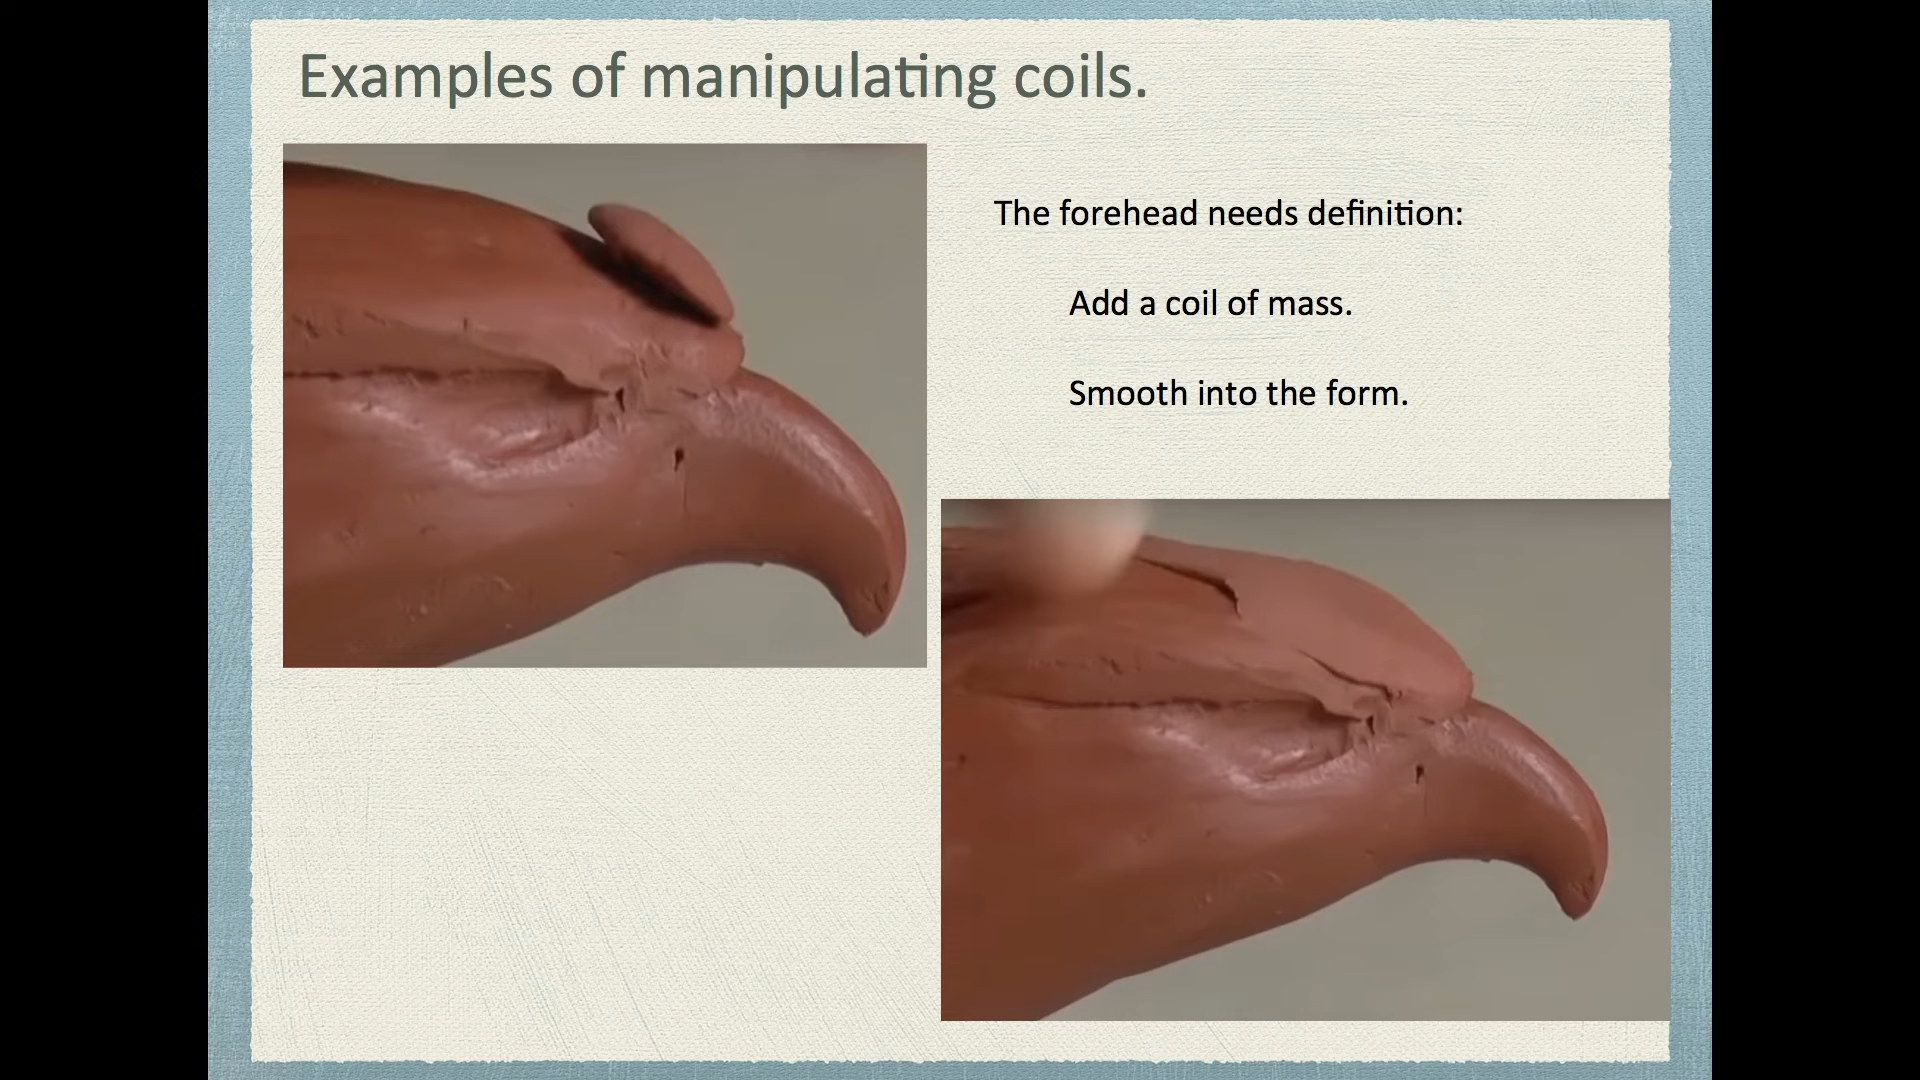 Examples of manipulating coils.
The forehead needs definition:
Add a coil of mass.
Smooth into the form.